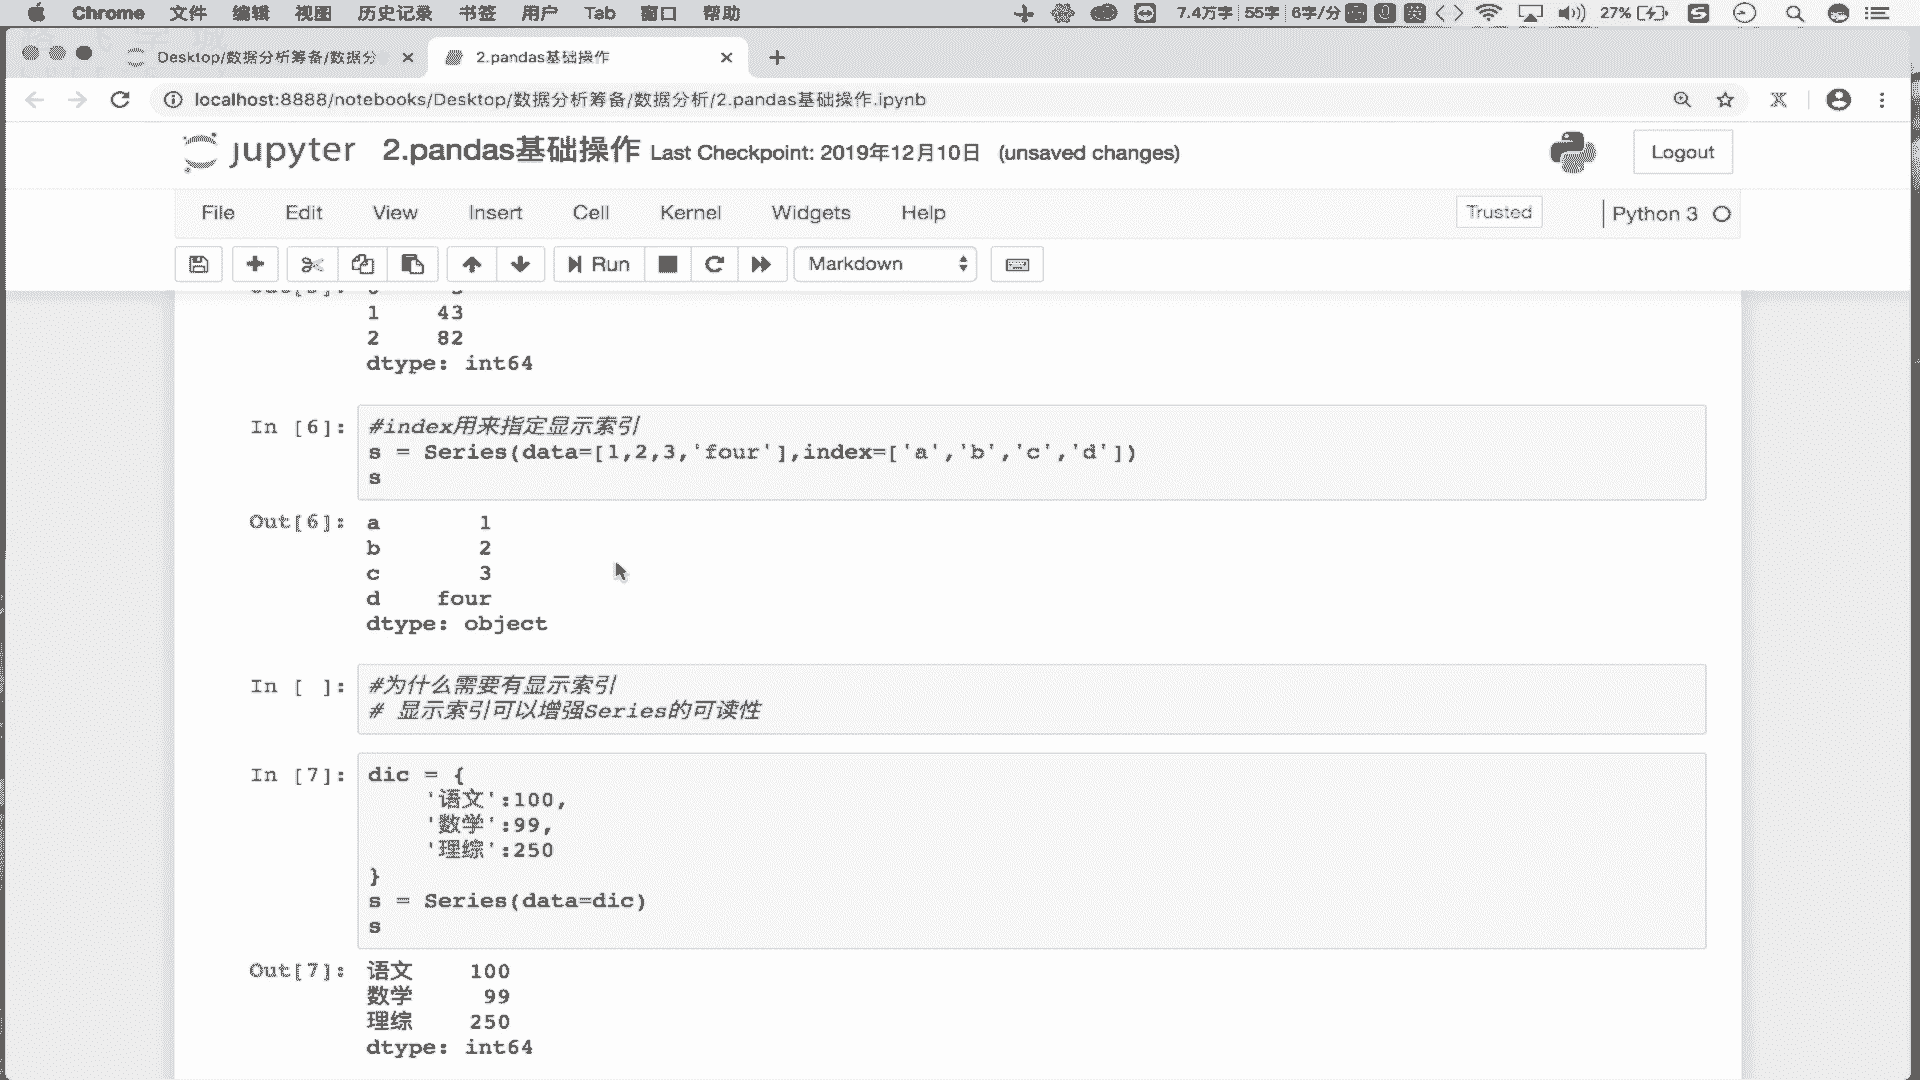 Chrome 文件 编辑 视图 历史记录 书签 用户 Tab 窗口 帮助 7.4万字 55字 6字/分 英 27%
Desktop/数据分析筹备/数据分 2.pandas基础操作
localhost:8888/notebooks/Desktop/数据分析筹备/数据分析/2.pandas基础操作.ipynb
jupyter 2.pandas基础操作 Last Checkpoint: 2019年12月10日 (unsaved changes) Logout
File Edit View Insert Cell Kernel Widgets Help Trusted Python 3
Run Markdown
1 43
2 82
dtype: int64
In [6]: #index用来指定显示索引
s = Series(data=[1,2,3,'four'],index=['a','b','c','d'])
s
Out[6]: a 1
b 2
c 3
d four
dtype: object
In [ ]: #为什么需要有显示索引
# 显示索引可以增强Series的可读性
In [7]: dic = {
'语文':100,
'数学':99,
'理综':250
}
s = Series(data=dic)
s
Out[7]: 语文 100
数学 99
理综 250
dtype: int64